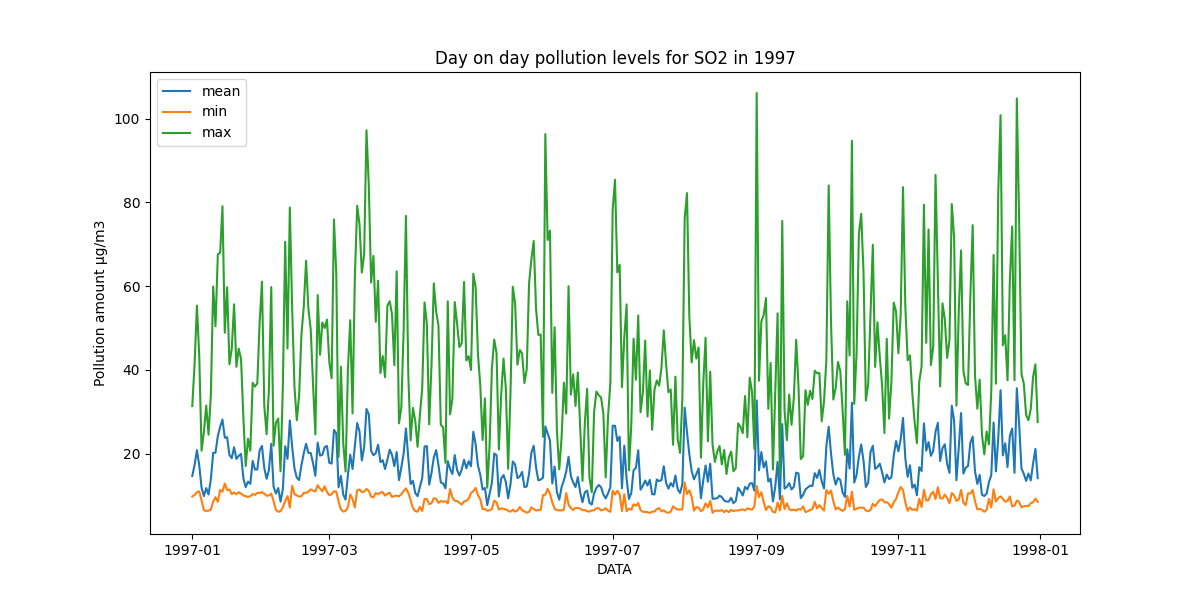 Day on day pollution levels for SO2 in 1997
mean
min
max
100
80
60
40
20
Pollution amount µg/m3
1997-01
1997-03
1997-05
1997-07
1997-09
1997-11
1998-01
DATA